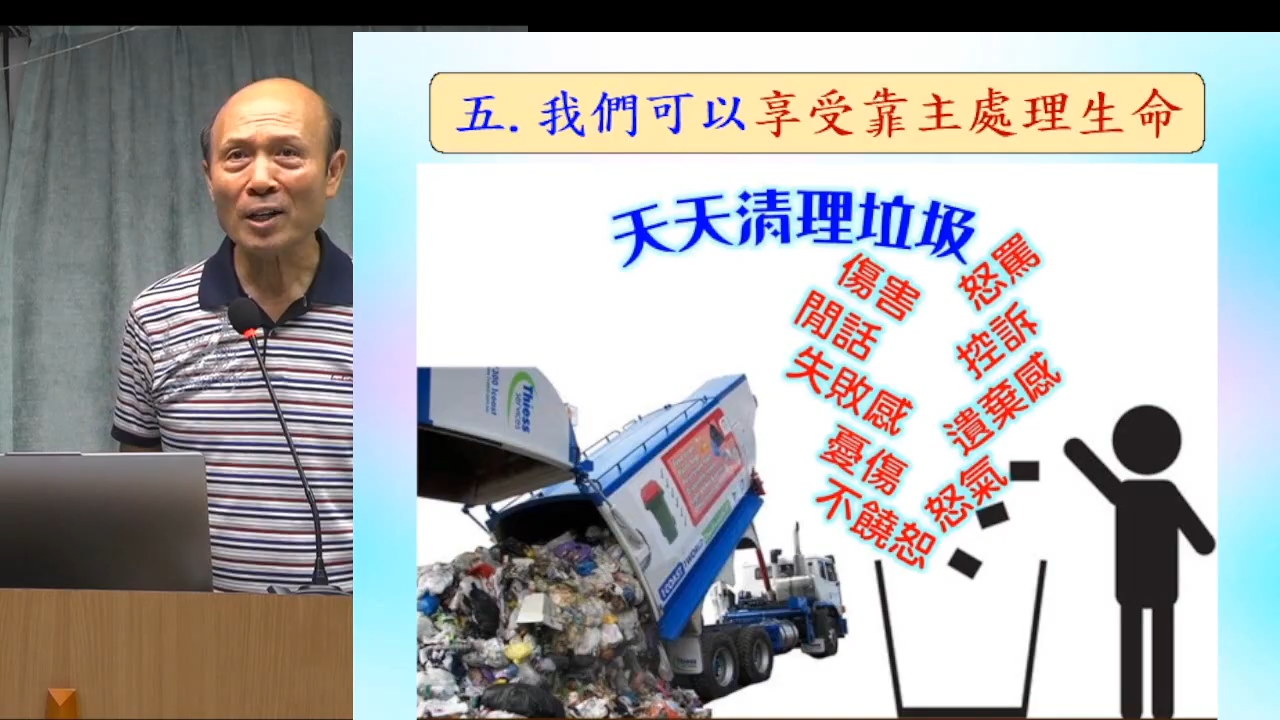 五. 我們可以享受靠主處理生命
天天清理垃圾
傷害
閒話
失敗感
憂傷
不饒恕
怒罵
控訴
遺棄感
怒氣
Thiess
services